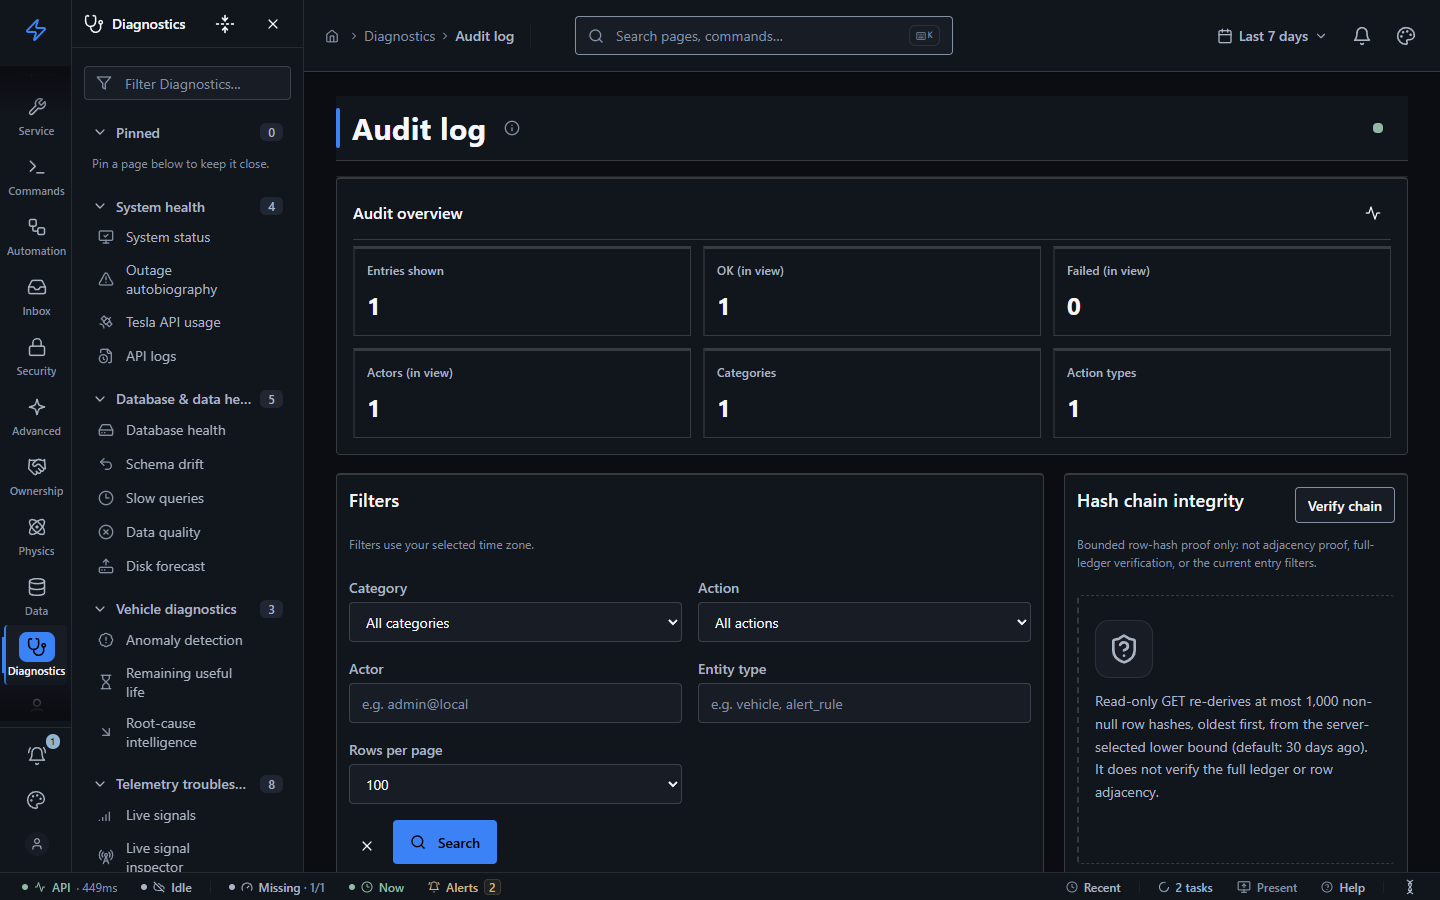 Diagnostics
Diagnostics
Audit log
Search pages, commands...
K
Last 7 days
Service
Commands
Automation
Inbox
Security
Advanced
Ownership
Physics
Data
Diagnostics
1
Filter Diagnostics...
Pinned
0
Pin a page below to keep it close.
System health
4
System status
Outage
autobiography
Tesla API usage
API logs
Database & data he...
5
Database health
Schema drift
Slow queries
Data quality
Disk forecast
Vehicle diagnostics
3
Anomaly detection
Remaining useful
life
Root-cause
intelligence
Telemetry troubles...
8
Live signals
Live signal
inspector
Audit log
Audit overview
Entries shown
1
OK (in view)
1
Failed (in view)
0
Actors (in view)
1
Categories
1
Action types
1
Filters
Filters use your selected time zone.
Category
Action
All categories
All actions
Actor
Entity type
e.g. admin@local
e.g. vehicle, alert_rule
Rows per page
100
Search
Hash chain integrity
Verify chain
Bounded row-hash proof only: not adjacency proof, full-
ledger verification, or the current entry filters.
Read-only GET re-derives at most 1,000 non-
null row hashes, oldest first, from the server-
selected lower bound (default: 30 days ago).
It does not verify the full ledger or row
adjacency.
API · 449ms
Idle
Missing · 1/1
Now
Alerts 2
Recent
2 tasks
Present
Help